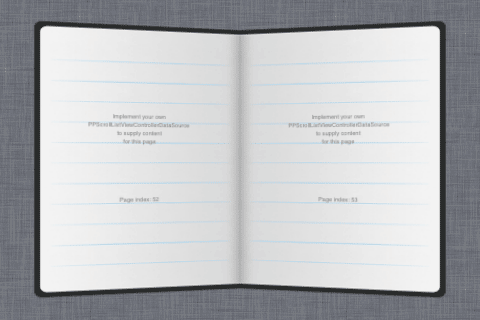 Implement your own
PPScrollListViewControllerDataSource
to supply content
for this page.
Page index: 52
Implement your own
PPScrollListViewControllerDataSource
to supply content
for this page
Page index: 53